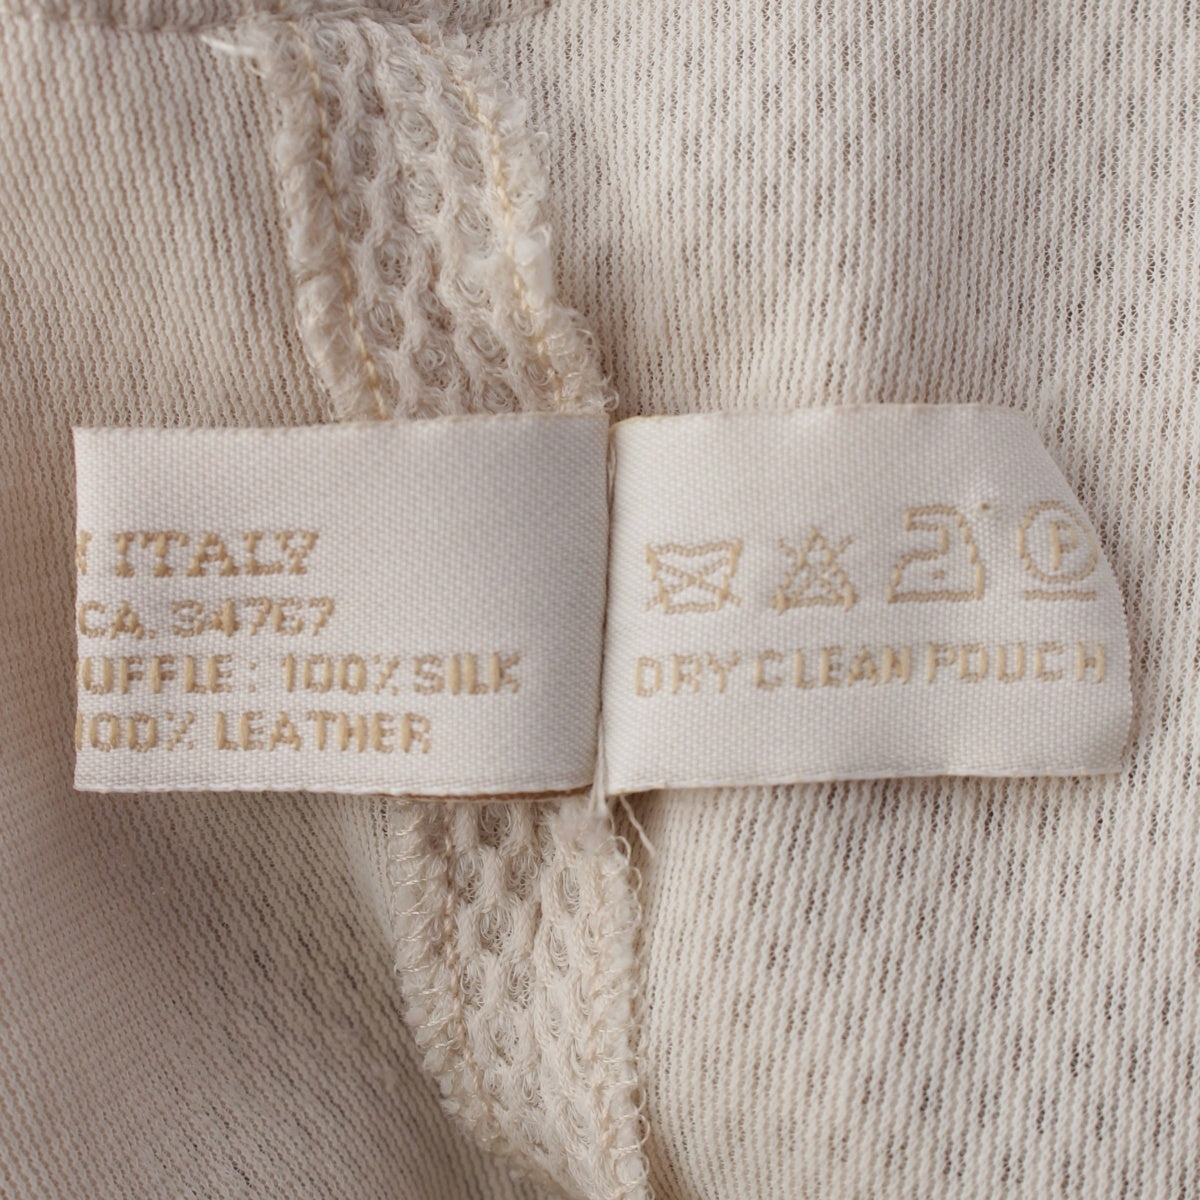 ITALY
CA. 34767
UFFLE: 100% SILK
100% LEATHER
P
DRY CLEAN POUCH